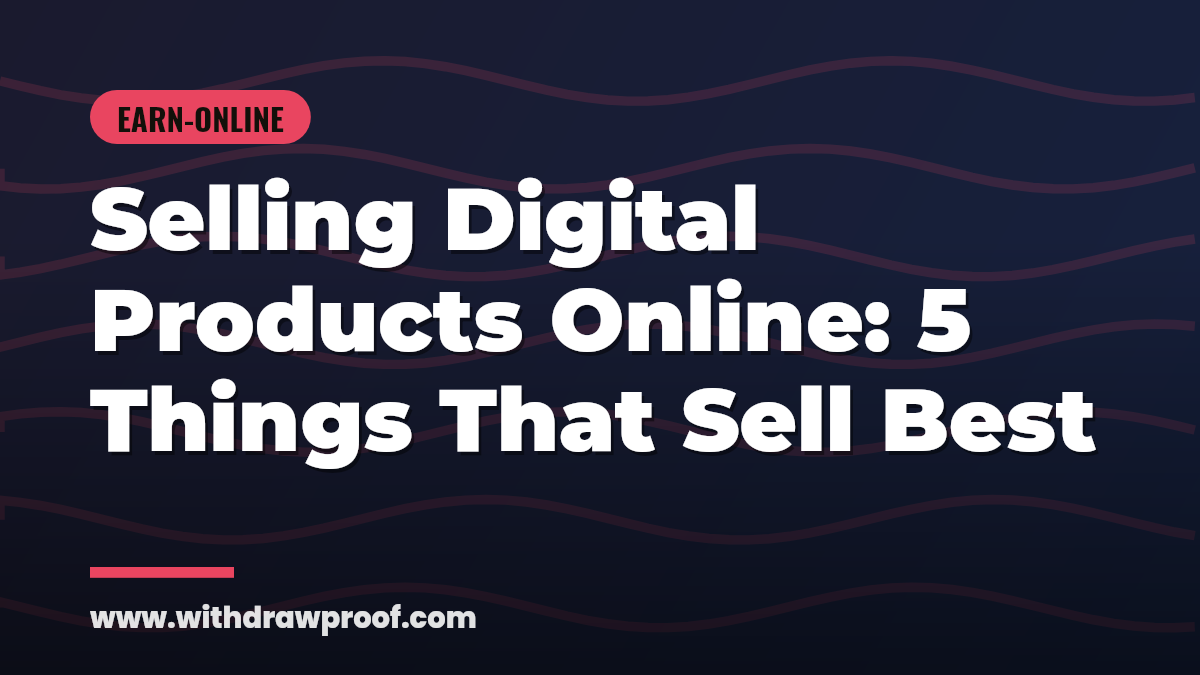 EARN-ONLINE
Selling Digital
Products Online: 5
Things That Sell Best
www.withdrawproof.com